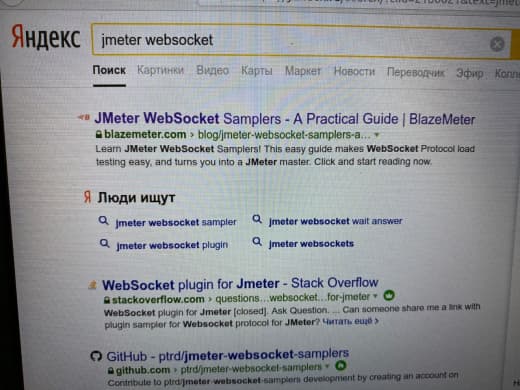 Яндекс
jmeter websocket
Поиск Картинки Видео Карты Маркет Новости Переводчик Эфир
JMeter WebSocket Samplers - A Practical Guide | BlazeMeter
blazemeter.com › blog/jmeter-websocket-samplers-a...
Learn JMeter WebSocket Samplers! This easy guide makes WebSocket Protocol load
testing easy, and turns you into a JMeter master. Click and start reading now.
Я Люди ищут
jmeter websocket sampler jmeter websocket wait answer
jmeter websocket plugin jmeter websockets
WebSocket plugin for Jmeter - Stack Overflow
stackoverflow.com › questions...websocket...for-jmeter
WebSocket plugin for Jmeter [closed]. Ask Question. ... Can someone share me a link with
plugin sampler for Websocket protocol for JMeter? Читать ещё ›
GitHub - ptrd/jmeter-websocket-samplers
github.com › ptrd/jmeter-websocket-samplers
Contribute to ptrd/jmeter-websocket-samplers development by creating an account on